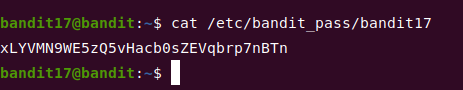 bandit17@bandit:~$ cat /etc/bandit_pass/bandit17
xLYVMN9WE5zQ5vHacb0sZEVqbrp7nBTn
bandit17@bandit:~$